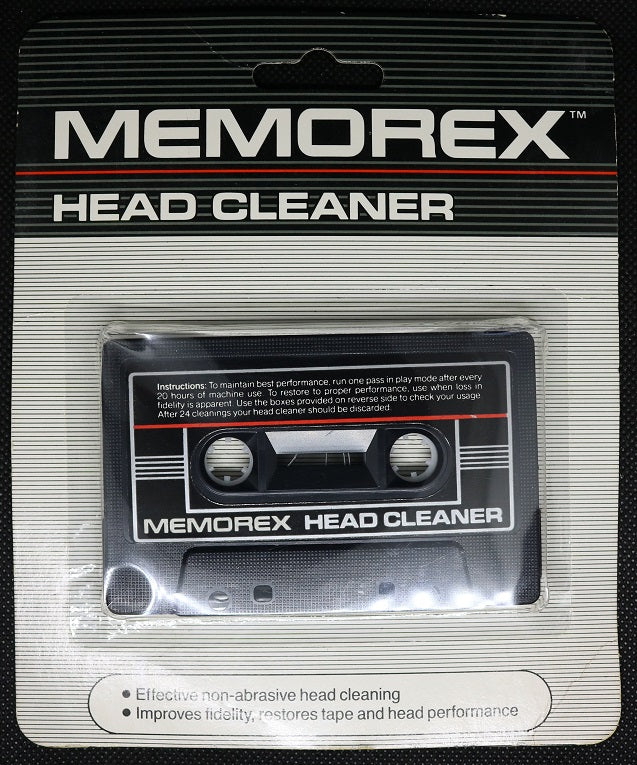 MEMOREX™
HEAD CLEANER
Instructions: To maintain best performance, run one pass in play mode after every
20 hours of machine use. To restore to proper performance, use when loss in
fidelity is apparent. Use the boxes provided on reverse side to check your usage.
After 24 cleanings your head cleaner should be discarded.
MEMOREX HEAD CLEANER
• Effective non-abrasive head cleaning
• Improves fidelity, restores tape and head performance